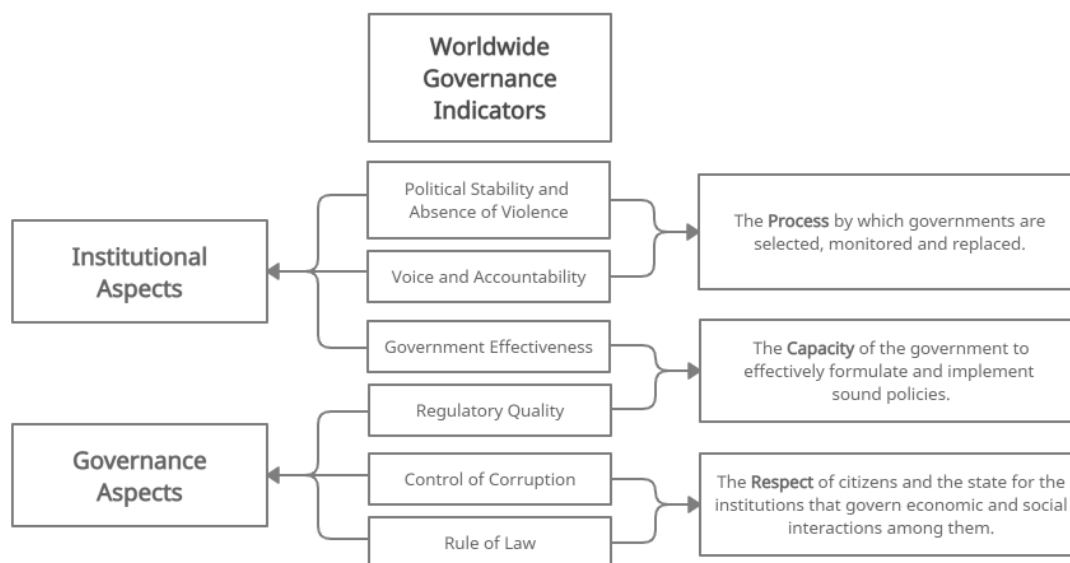 Worldwide
Governance
Indicators
Political Stability and
Absence of Violence
Voice and Accountability
Government Effectiveness
Regulatory Quality
Control of Corruption
Rule of Law
Institutional
Aspects
Governance
Aspects
The Process by which governments are
selected, monitored and replaced.
The Capacity of the government to
effectively formulate and implement
sound policies.
The Respect of citizens and the state for the
institutions that govern economic and social
interactions among them.